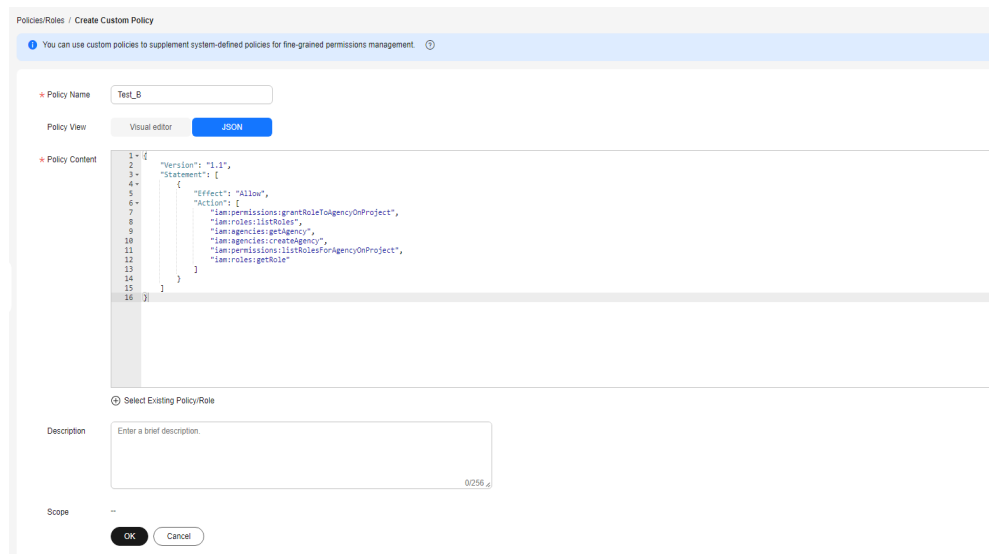 Policies/Roles / Create Custom Policy
You can use custom policies to supplement system-defined policies for fine-grained permissions management.
* Policy Name
Test_B
Policy View
Visual editor
JSON
* Policy Content
1 {
2 "Version": "1.1",
3 "Statement": [
4 {
5 "Effect": "Allow",
6 "Action": [
7 "iam:permissions:grantRoleToAgencyOnProject",
8 "iam:roles:listRoles",
9 "iam:agencies:getAgency",
10 "iam:agencies:createAgency",
11 "iam:permissions:listRolesForAgencyOnProject",
12 "iam:roles:getRole"
13 ]
14 }
15 ]
16 }
Select Existing Policy/Role
Description
Enter a brief description.
0/256
Scope
--
OK
Cancel